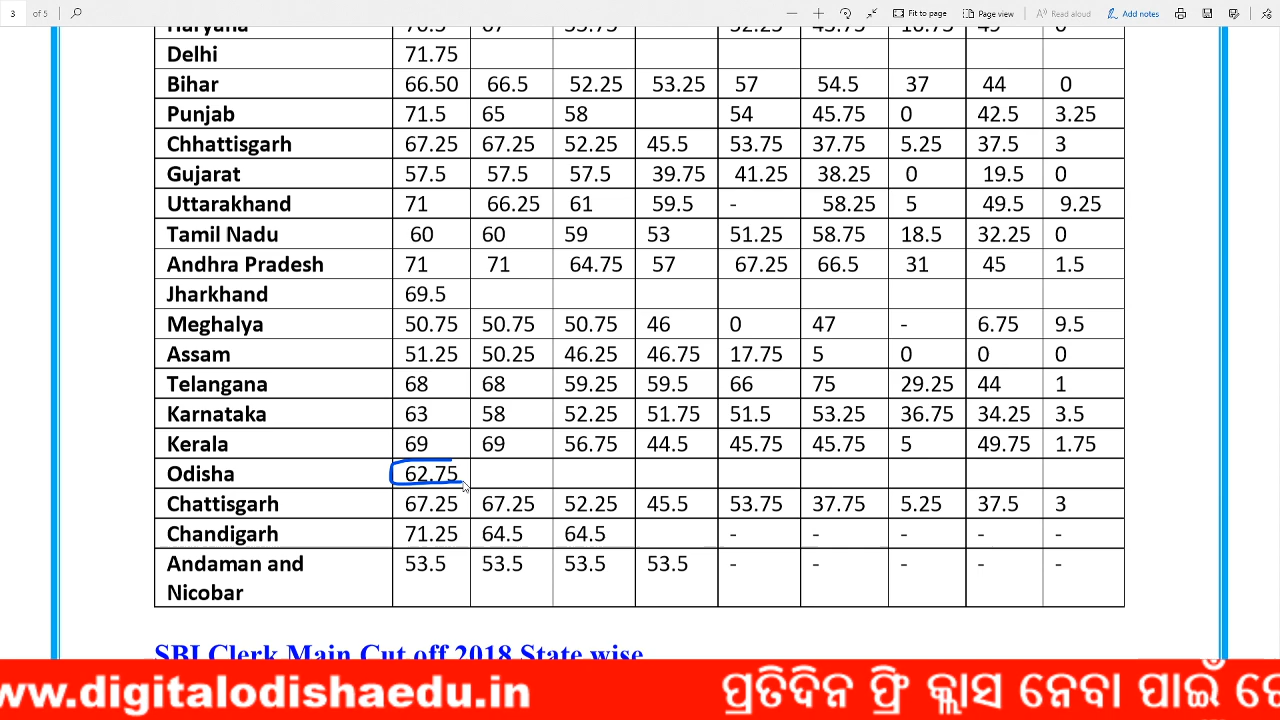 3 of 5 Fit to page Page view Read aloud Add notes
Haryana 70.5 67 53.75 52.25 43.75 45 0
Delhi 71.75
Bihar 66.50 66.5 52.25 53.25 57 54.5 37 44 0
Punjab 71.5 65 58 54 45.75 0 42.5 3.25
Chhattisgarh 67.25 67.25 52.25 45.5 53.75 37.75 5.25 37.5 3
Gujarat 57.5 57.5 57.5 39.75 41.25 38.25 0 19.5 0
Uttarakhand 71 66.25 61 59.5 - 58.25 5 49.5 9.25
Tamil Nadu 60 60 59 53 51.25 58.75 18.5 32.25 0
Andhra Pradesh 71 71 64.75 57 67.25 66.5 31 45 1.5
Jharkhand 69.5
Meghalya 50.75 50.75 50.75 46 0 47 - 6.75 9.5
Assam 51.25 50.25 46.25 46.75 17.75 5 0 0 0
Telangana 68 68 59.25 59.5 66 75 29.25 44 1
Karnataka 63 58 52.25 51.75 51.5 53.25 36.75 34.25 3.5
Kerala 69 69 56.75 44.5 45.75 45.75 5 49.75 1.75
Odisha 62.75
Chattisgarh 67.25 67.25 52.25 45.5 53.75 37.75 5.25 37.5 3
Chandigarh 71.25 64.5 64.5 - - - - -
Andaman and 53.5 53.5 53.5 53.5 - - - - -
Nicobar
SBI Clerk Main Cut off 2018 State wise
www.digitalodishaedu.in ପ୍ରତିଦିନ ଫ୍ରି କ୍ଲାସ ନେବା ପାଇଁ